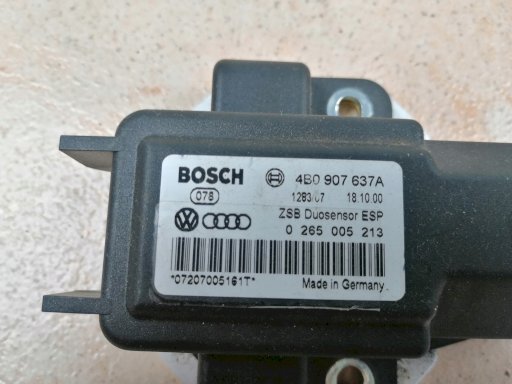 BOSCH 4B0 907 637A
078 1283/07 18.10.00
ZSB Duosensor ESP
0 265 005 213
*07207005161T* Made in Germany.